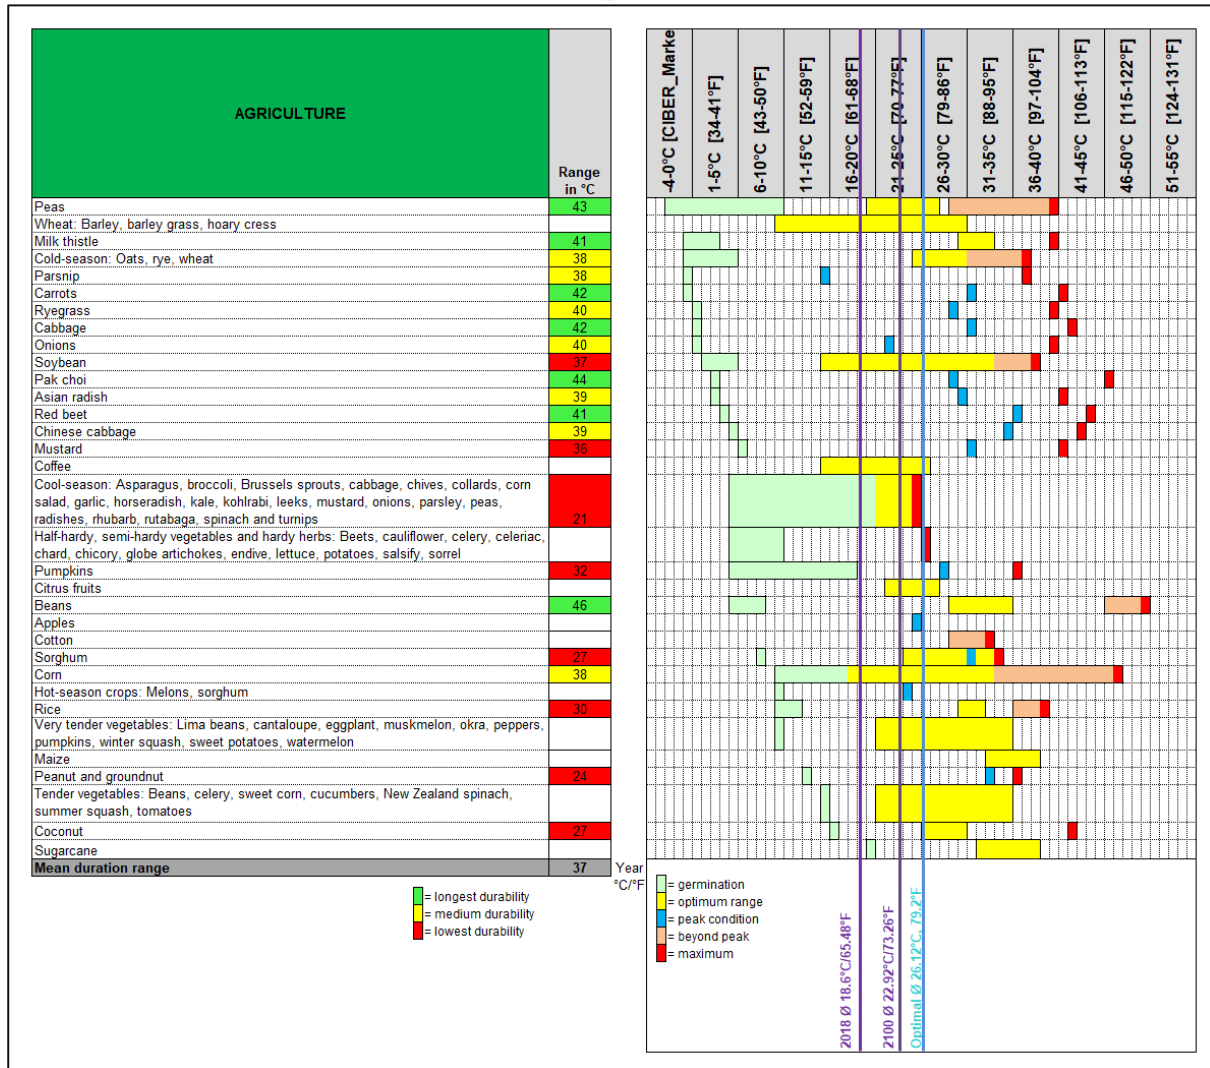 AGRICULTURE
Range
in °C
-4-0°C [CIBER_Marke
1-5°C [34-41°F]
6-10°C [43-50°F]
11-15°C [52-59°F]
16-20°C [61-68°F]
21-25°C [70-77°F]
26-30°C [79-86°F]
31-35°C [88-95°F]
36-40°C [97-104°F]
41-45°C [106-113°F]
46-50°C [115-122°F]
51-55°C [124-131°F]
Peas 43
Wheat: Barley, barley grass, hoary cress
Milk thistle 41
Cold-season: Oats, rye, wheat 38
Parsnip 38
Carrots 42
Ryegrass 40
Cabbage 42
Onions 40
Soybean 37
Pak choi 44
Asian radish 39
Red beet 41
Chinese cabbage 39
Mustard 36
Coffee
Cool-season: Asparagus, broccoli, Brussels sprouts, cabbage, chives, collards, corn
salad, garlic, horseradish, kale, kohlrabi, leeks, mustard, onions, parsley, peas,
radishes, rhubarb, rutabaga, spinach and turnips 21
Half-hardy, semi-hardy vegetables and hardy herbs: Beets, cauliflower, celery, celeriac,
chard, chicory, globe artichokes, endive, lettuce, potatoes, salsify, sorrel
Pumpkins 32
Citrus fruits
Beans 46
Apples
Cotton
Sorghum 27
Corn 38
Hot-season crops: Melons, sorghum
Rice 30
Very tender vegetables: Lima beans, cantaloupe, eggplant, muskmelon, okra, peppers,
pumpkins, winter squash, sweet potatoes, watermelon
Maize
Peanut and groundnut 24
Tender vegetables: Beans, celery, sweet corn, cucumbers, New Zealand spinach,
summer squash, tomatoes
Coconut 27
Sugarcane
Mean duration range 37
Year
°C/°F
= longest durability
= medium durability
= lowest durability
= germination
= optimum range
= peak condition
= beyond peak
= maximum
2018 Ø 18.6°C/65.48°F
2100 Ø 22.92°C/73.26°F
Optimal Ø 26.12°C, 79.2°F